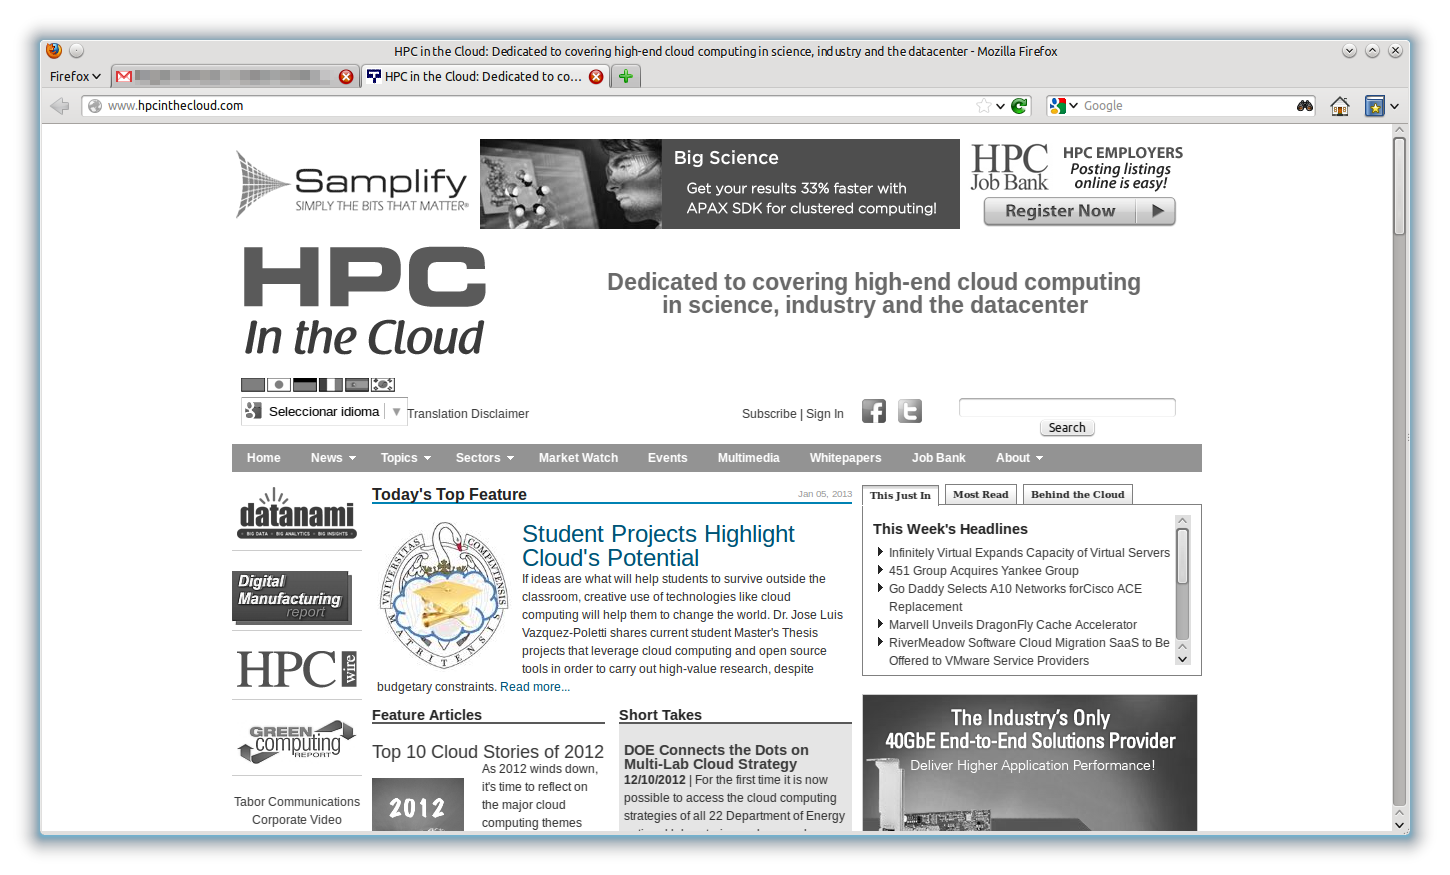 HPC in the Cloud: Dedicated to covering high-end cloud computing in science, industry and the datacenter - Mozilla Firefox
Firefox
HPC in the Cloud: Dedicated to co...
www.hpcinthecloud.com
Google
Samplify
SIMPLY THE BITS THAT MATTER®
Big Science
Get your results 33% faster with
APAX SDK for clustered computing!
HPC
Job Bank
HPC EMPLOYERS
Posting listings
online is easy!
Register Now
HPC
In the Cloud
Dedicated to covering high-end cloud computing
in science, industry and the datacenter
Seleccionar idioma
Translation Disclaimer
Subscribe | Sign In
Search
Home News Topics Sectors Market Watch Events Multimedia Whitepapers Job Bank About
datanami
BIG DATA • BIG ANALYTICS • BIG INSIGHTS
Digital
Manufacturing
report
HPC wire
GREEN
computing
REPORT
Tabor Communications
Corporate Video
Today's Top Feature
Jan 05, 2013
VNIVERSITAS COMPLVTENSIS
MATRITENSIS
Student Projects Highlight
Cloud's Potential
If ideas are what will help students to survive outside the
classroom, creative use of technologies like cloud
computing will help them to change the world. Dr. Jose Luis
Vazquez-Poletti shares current student Master's Thesis
projects that leverage cloud computing and open source
tools in order to carry out high-value research, despite
budgetary constraints. Read more...
Feature Articles
Top 10 Cloud Stories of 2012
2012
As 2012 winds down,
it's time to reflect on
the major cloud
computing themes
Short Takes
DOE Connects the Dots on
Multi-Lab Cloud Strategy
12/10/2012 | For the first time it is now
possible to access the cloud computing
strategies of all 22 Department of Energy
This Just In
Most Read
Behind the Cloud
This Week's Headlines
Infinitely Virtual Expands Capacity of Virtual Servers
451 Group Acquires Yankee Group
Go Daddy Selects A10 Networks forCisco ACE
Replacement
Marvell Unveils DragonFly Cache Accelerator
RiverMeadow Software Cloud Migration SaaS to Be
Offered to VMware Service Providers
The Industry's Only
40GbE End-to-End Solutions Provider
Deliver Higher Application Performance!